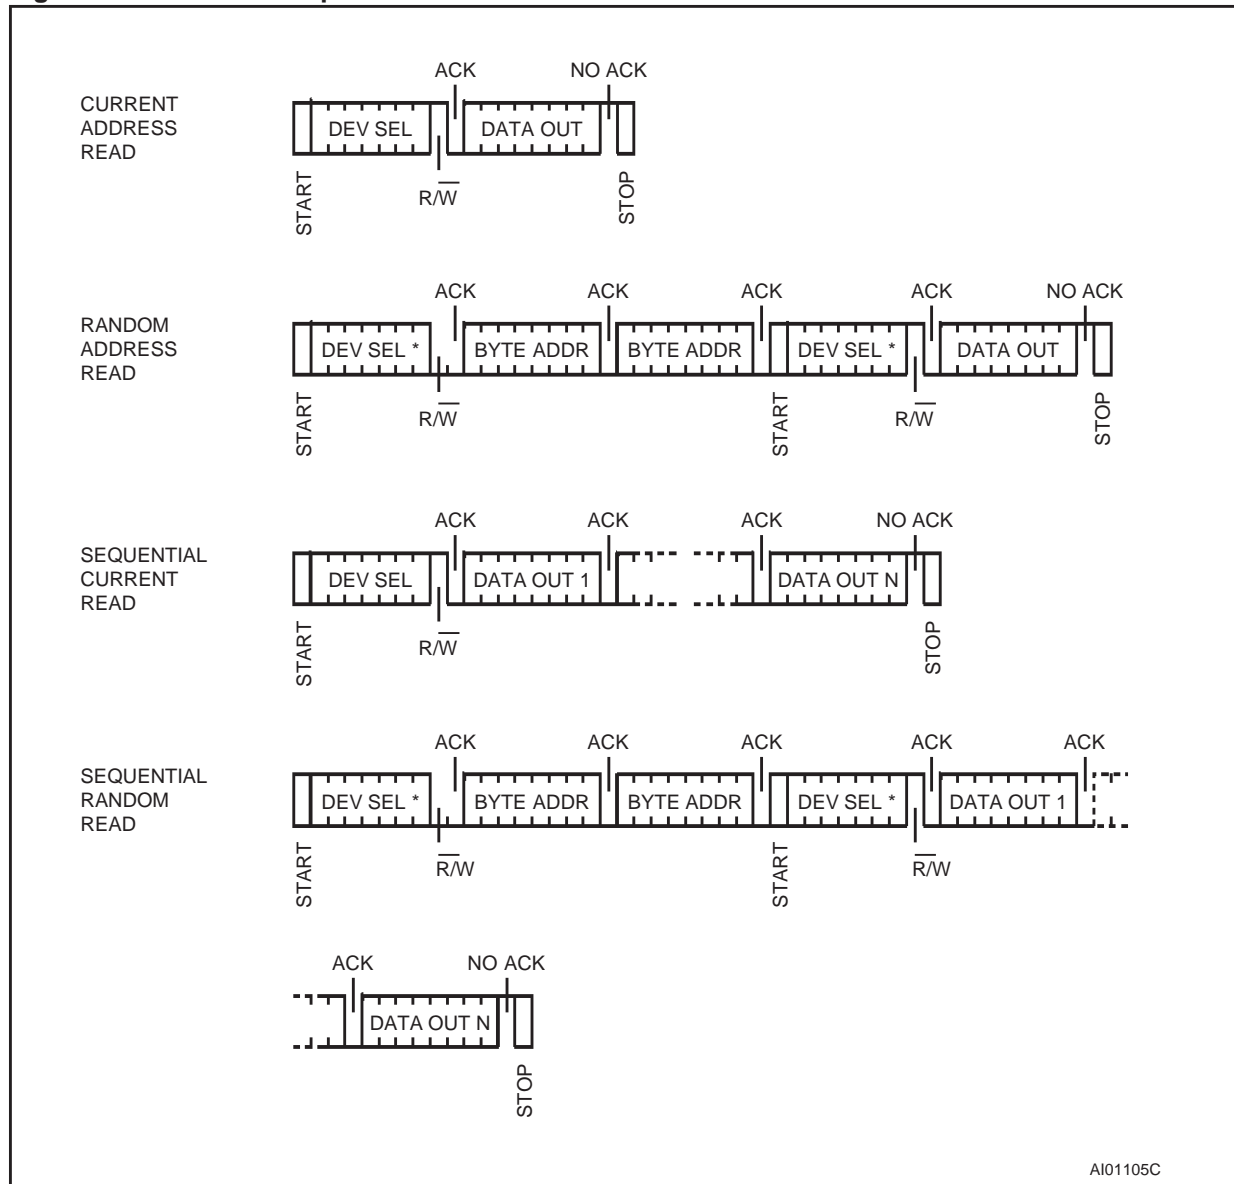 ACK NO ACK
CURRENT
ADDRESS
READ
DEV SEL DATA OUT
START R/W STOP
ACK ACK ACK ACK NO ACK
RANDOM
ADDRESS
READ
DEV SEL * BYTE ADDR BYTE ADDR DEV SEL * DATA OUT
START R/W START R/W STOP
ACK ACK ACK NO ACK
SEQUENTIAL
CURRENT
READ
DEV SEL DATA OUT 1 DATA OUT N
START R/W STOP
ACK ACK ACK ACK ACK
SEQUENTIAL
RANDOM
READ
DEV SEL * BYTE ADDR BYTE ADDR DEV SEL * DATA OUT 1
START R/W START R/W
ACK NO ACK
DATA OUT N
STOP
AI01105C